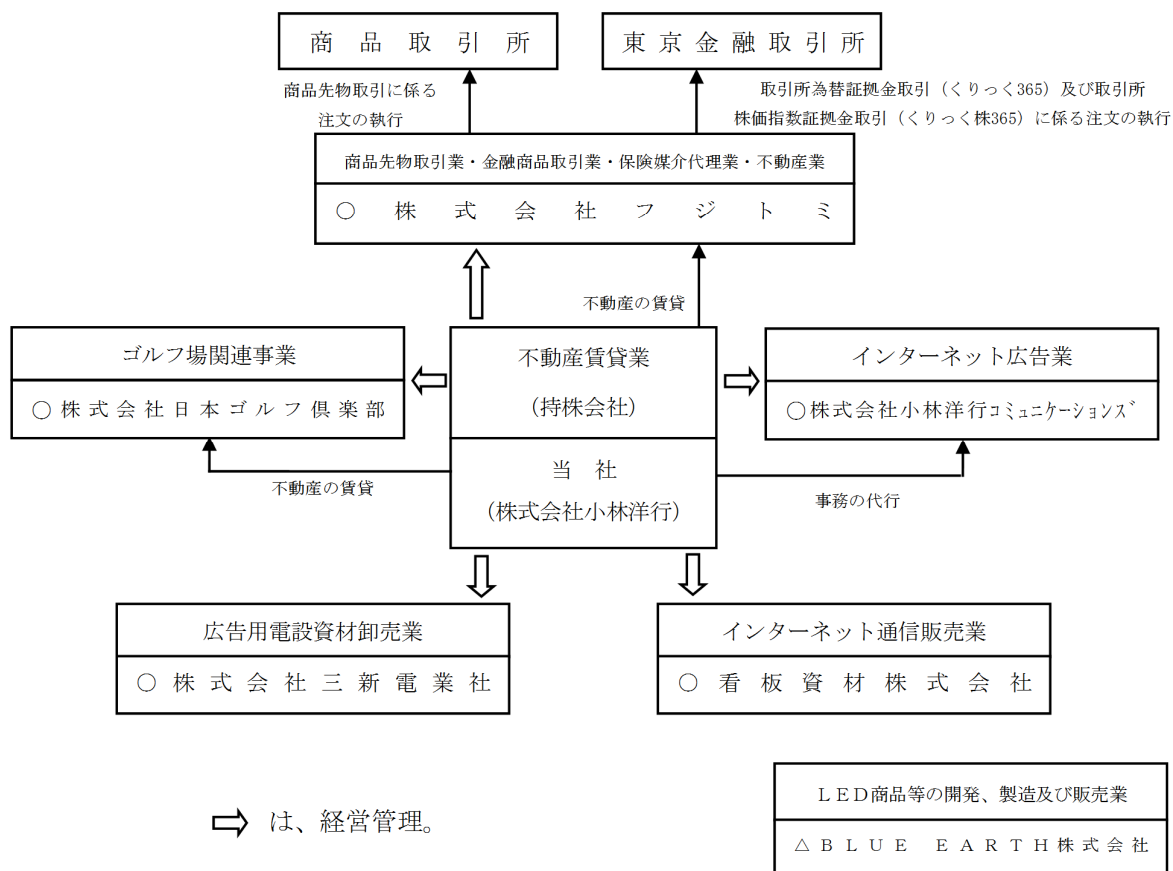 商品取引所
東京金融取引所
商品先物取引に係る
注文の執行
取引所為替証拠金取引（くりっく365）及び取引所
株価指数証拠金取引（くりっく株365）に係る注文の執行
商品先物取引業・金融商品取引業・保険媒介代理業・不動産業
○株式会社フジトミ
不動産の賃貸
ゴルフ場関連事業
○株式会社日本ゴルフ倶楽部
不動産賃貸業
（持株会社）
インターネット広告業
○株式会社小林洋行ｺﾐｭﾆｹｰｼｮﾝｽﾞ
当社
（株式会社小林洋行）
不動産の賃貸
事務の代行
広告用電設資材卸売業
○株式会社三新電業社
インターネット通信販売業
○看板資材株式会社
ＬＥＤ商品等の開発、製造及び販売業
△ＢＬＵＥ　ＥＡＲＴＨ株式会社
は、経営管理。